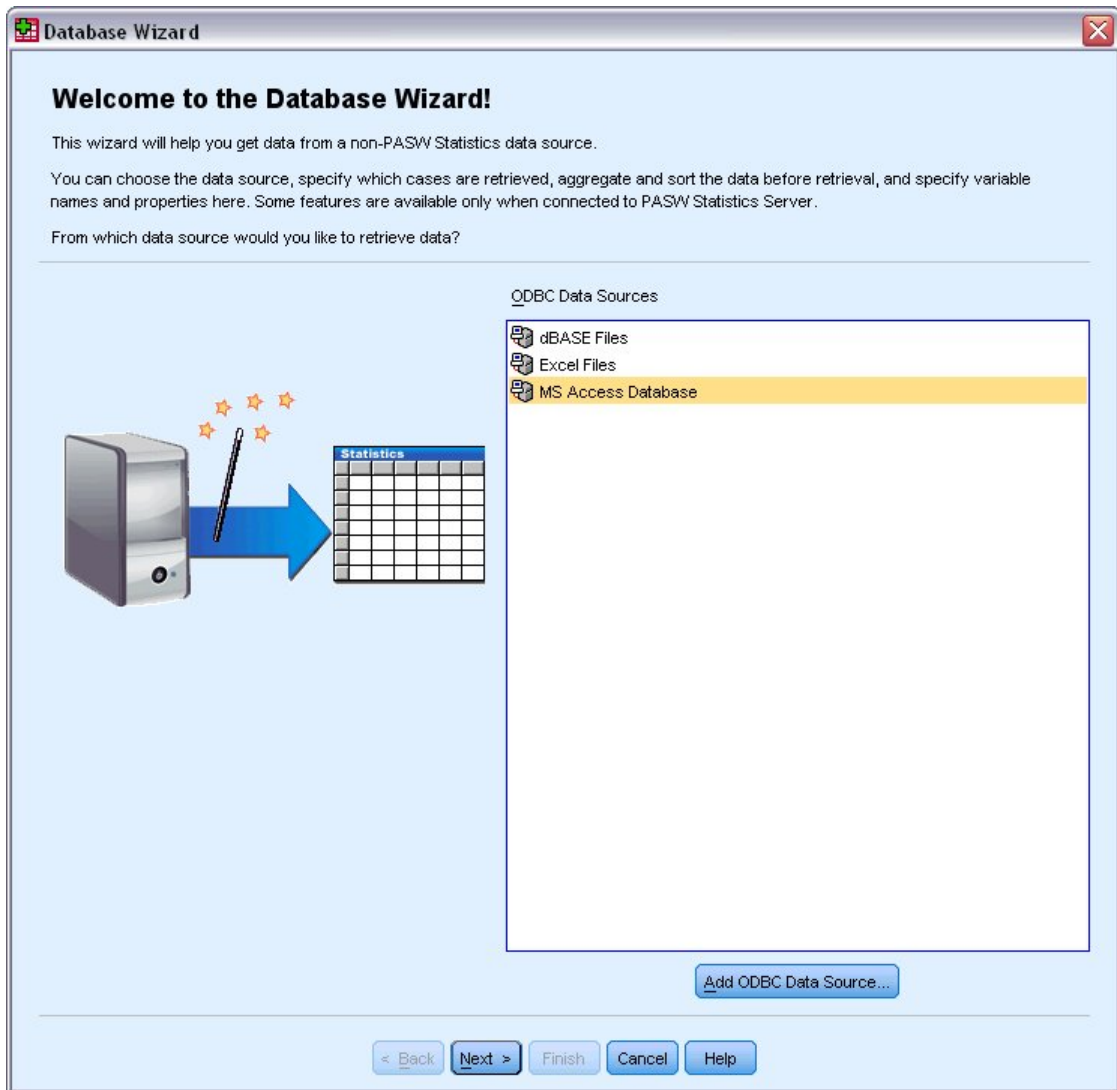 Database Wizard
Welcome to the Database Wizard!
This wizard will help you get data from a non-PASW Statistics data source.
You can choose the data source, specify which cases are retrieved, aggregate and sort the data before retrieval, and specify variable
names and properties here. Some features are available only when connected to PASW Statistics Server.
From which data source would you like to retrieve data?
ODBC Data Sources
dBASE Files
Excel Files
MS Access Database
Statistics
Add ODBC Data Source...
< Back
Next >
Finish
Cancel
Help